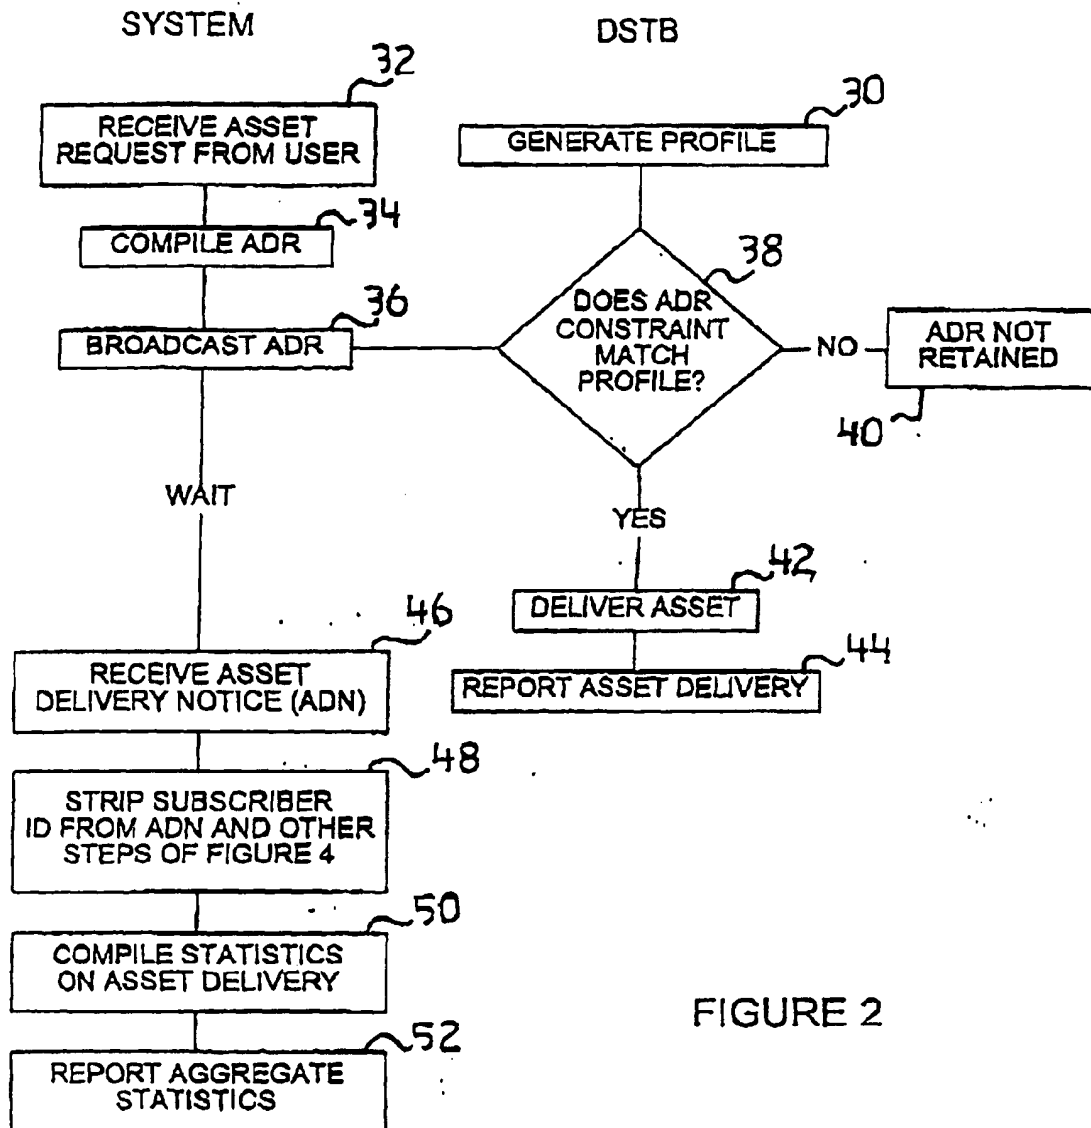 SYSTEM
DSTB
32
RECEIVE ASSET
REQUEST FROM USER
30
GENERATE PROFILE
34
COMPILE ADR
36
BROADCAST ADR
38
DOES ADR
CONSTRAINT
MATCH
PROFILE?
NO
ADR NOT
RETAINED
40
WAIT
YES
42
DELIVER ASSET
44
REPORT ASSET DELIVERY
46
RECEIVE ASSET
DELIVERY NOTICE (ADN)
48
STRIP SUBSCRIBER
ID FROM ADN AND OTHER
STEPS OF FIGURE 4
50
COMPILE STATISTICS
ON ASSET DELIVERY
52
REPORT AGGREGATE
STATISTICS
FIGURE 2